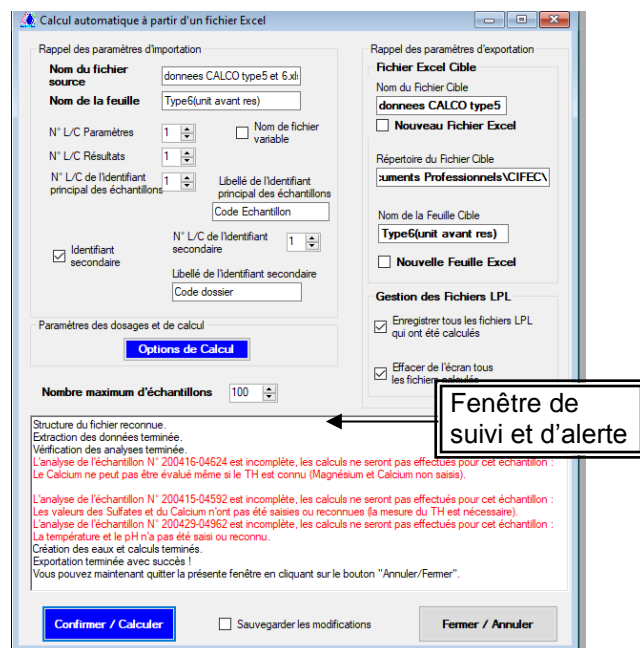 Calcul automatique à partir d'un fichier Excel
Rappel des paramètres d'importation
Nom du fichier
source
donnees CALCO type5 et 6.xls
Nom de la feuille
Type6(unit avant res)
N° L/C Paramètres
1
Nom de fichier
variable
N° L/C Résultats
1
N° L/C de l'identifiant
principal des échantillons
1
Libellé de l'identifiant
principal des échantillons
Code Echantillon
Identifiant
secondaire
N° L/C de l'identifiant
secondaire
1
Libellé de l'identifiant secondaire
Code dossier
Paramètres des dosages et de calcul
Options de Calcul
Nombre maximum d'échantillons
100
Rappel des paramètres d'exportation
Fichier Excel Cible
Nom du Fichier Cible
donnees CALCO type5
Nouveau Fichier Excel
Répertoire du Fichier Cible
:uments Professionnels\CIFEC\
Nom de la Feuille Cible
Type6(unit avant res)
Nouvelle Feuille Excel
Gestion des Fichiers LPL
Enregistrer tous les fichiers LPL
qui ont été calculés
Effacer de l'écran tous
les fichiers calculés
Fenêtre de
suivi et d'alerte
Structure du fichier reconnue.
Extraction des données terminée.
Vérification des analyses terminée.
L'analyse de l'échantillon N° 200416-04624 est incomplète, les calculs ne seront pas effectués pour cet échantillon :
Le Calcium ne peut pas être évalué même si le TH est connu (Magnésium et Calcium non saisis).
L'analyse de l'échantillon N° 200415-04592 est incomplète, les calculs ne seront pas effectués pour cet échantillon :
Les valeurs des Sulfates et du Calcium n'ont pas été saisies ou reconnues (la mesure du TH est nécessaire).
L'analyse de l'échantillon N° 200429-04962 est incomplète, les calculs ne seront pas effectués pour cet échantillon :
La température et le pH n'a pas été saisi ou reconnu.
Création des eaux et calculs terminés.
Exportation terminée avec succès !
Vous pouvez maintenant quitter la présente fenêtre en cliquant sur le bouton "Annuler/Fermer".
Confirmer / Calculer
Sauvegarder les modifications
Fermer / Annuler